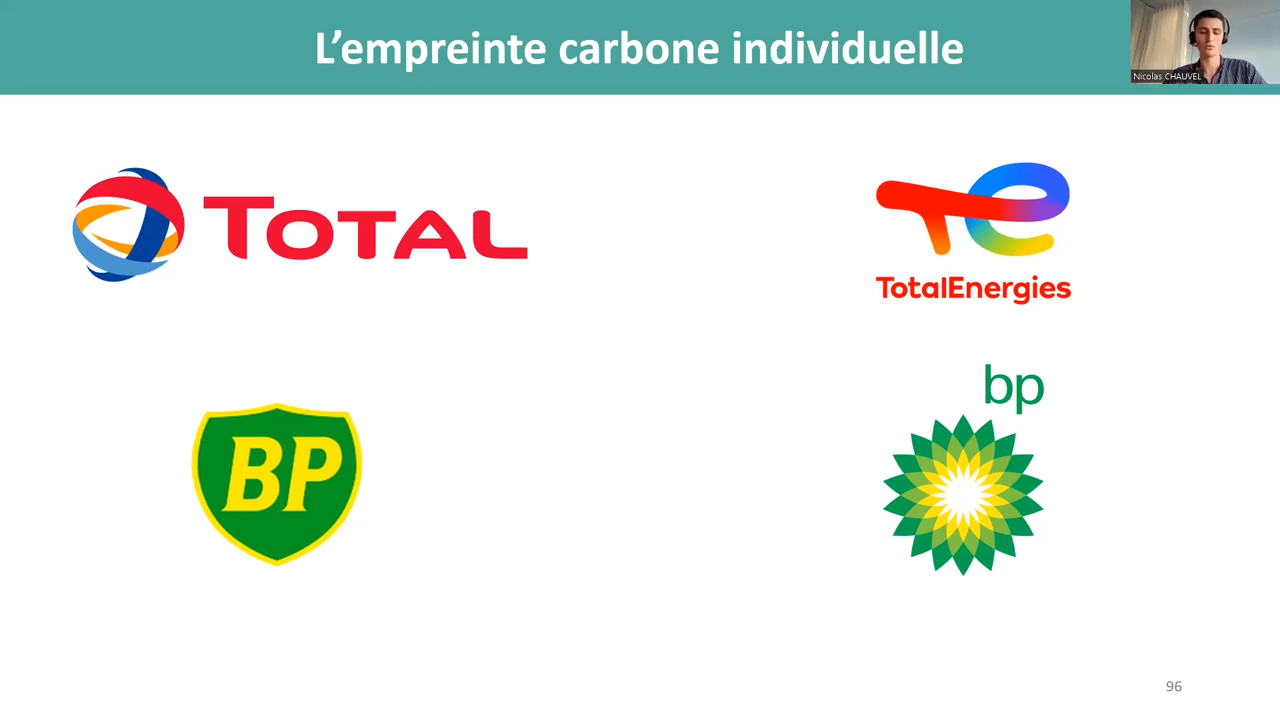 L'empreinte carbone individuelle
Nicolas CHAUVEL
TOTAL
TotalEnergies
bp
BP
96